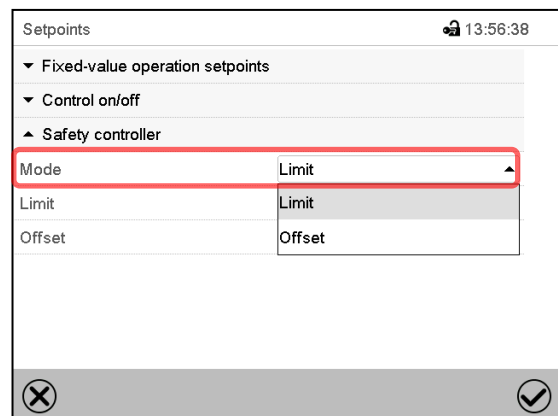 Setpoints 13:56:38
Fixed-value operation setpoints
Control on/off
Safety controller
Mode Limit
Limit Limit
Offset Offset